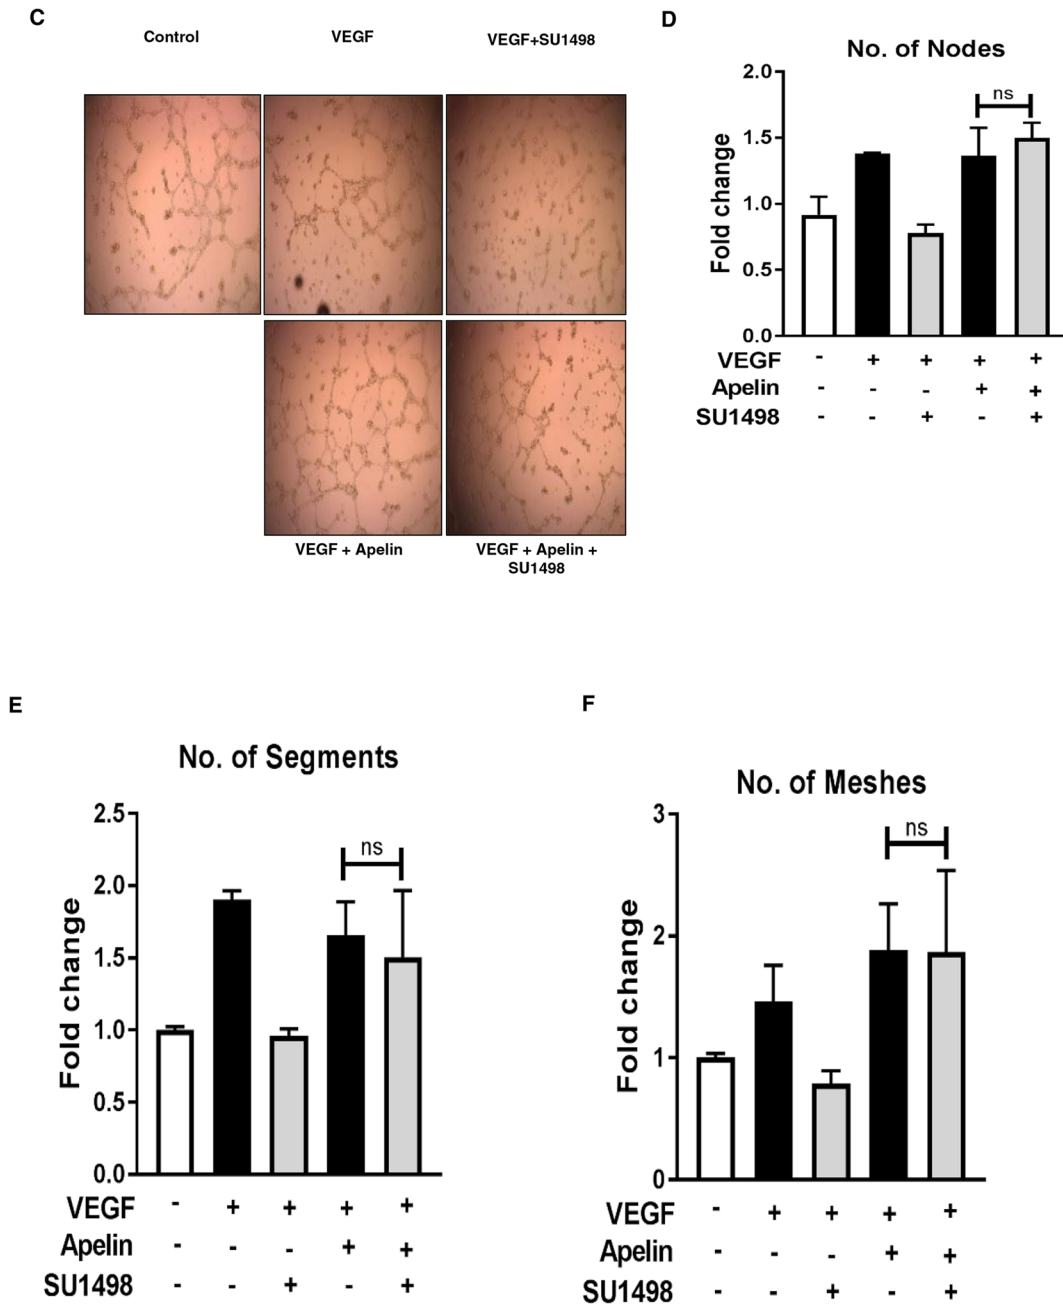 C
Control VEGF VEGF+SU1498
VEGF + Apelin VEGF + Apelin +
SU1498
D
No. of Nodes
Fold change
2.0
1.5
1.0
0.5
0.0
ns
VEGF - + + + +
Apelin - - - + +
SU1498 - - + - +
E
No. of Segments
Fold change
2.5
2.0
1.5
1.0
0.5
0.0
ns
VEGF - + + + +
Apelin - - - + +
SU1498 - - + - +
F
No. of Meshes
Fold change
3
2
1
0
ns
VEGF - + + + +
Apelin - - - + +
SU1498 - - + - +